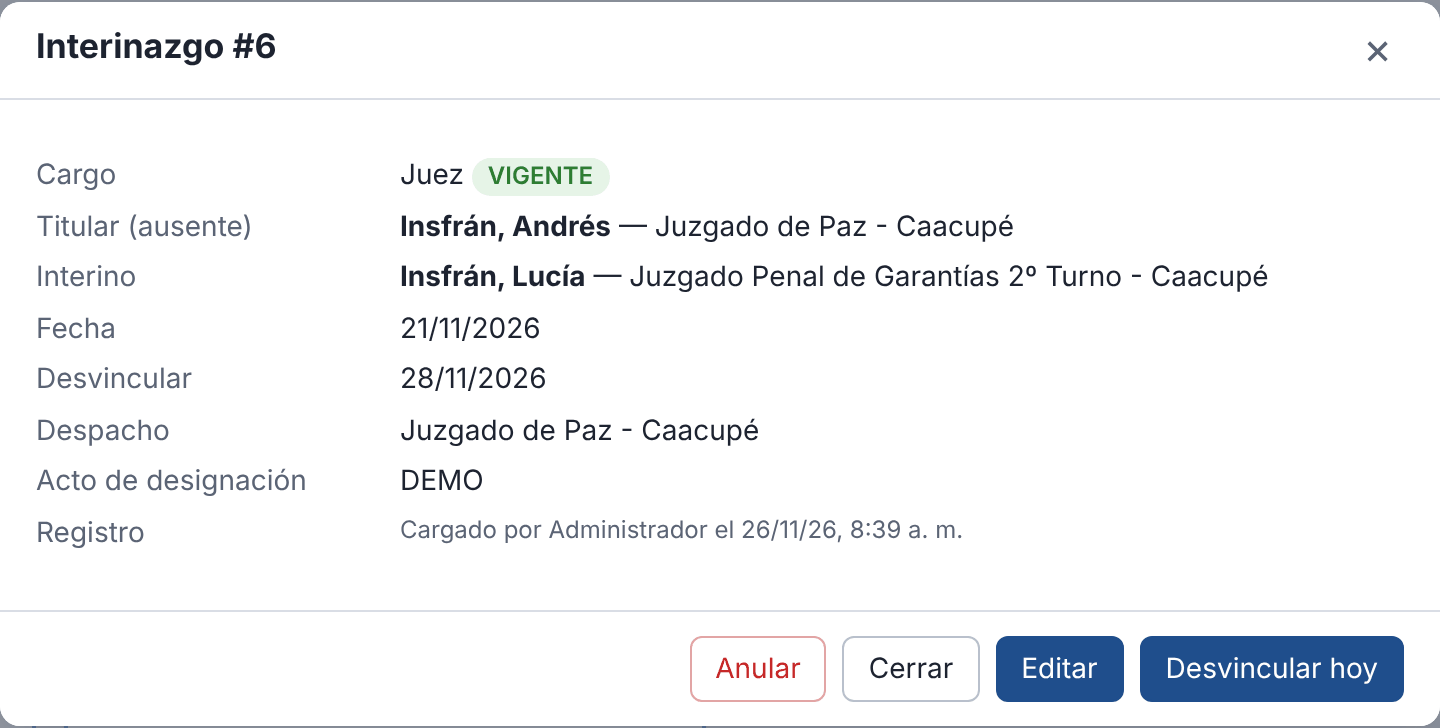 Interinazgo #6
×
Cargo Juez VIGENTE
Titular (ausente) Insfrán, Andrés — Juzgado de Paz - Caacupé
Interino Insfrán, Lucía — Juzgado Penal de Garantías 2º Turno - Caacupé
Fecha 21/11/2026
Desvincular 28/11/2026
Despacho Juzgado de Paz - Caacupé
Acto de designación DEMO
Registro Cargado por Administrador el 26/11/26, 8:39 a. m.
Anular Cerrar Editar Desvincular hoy